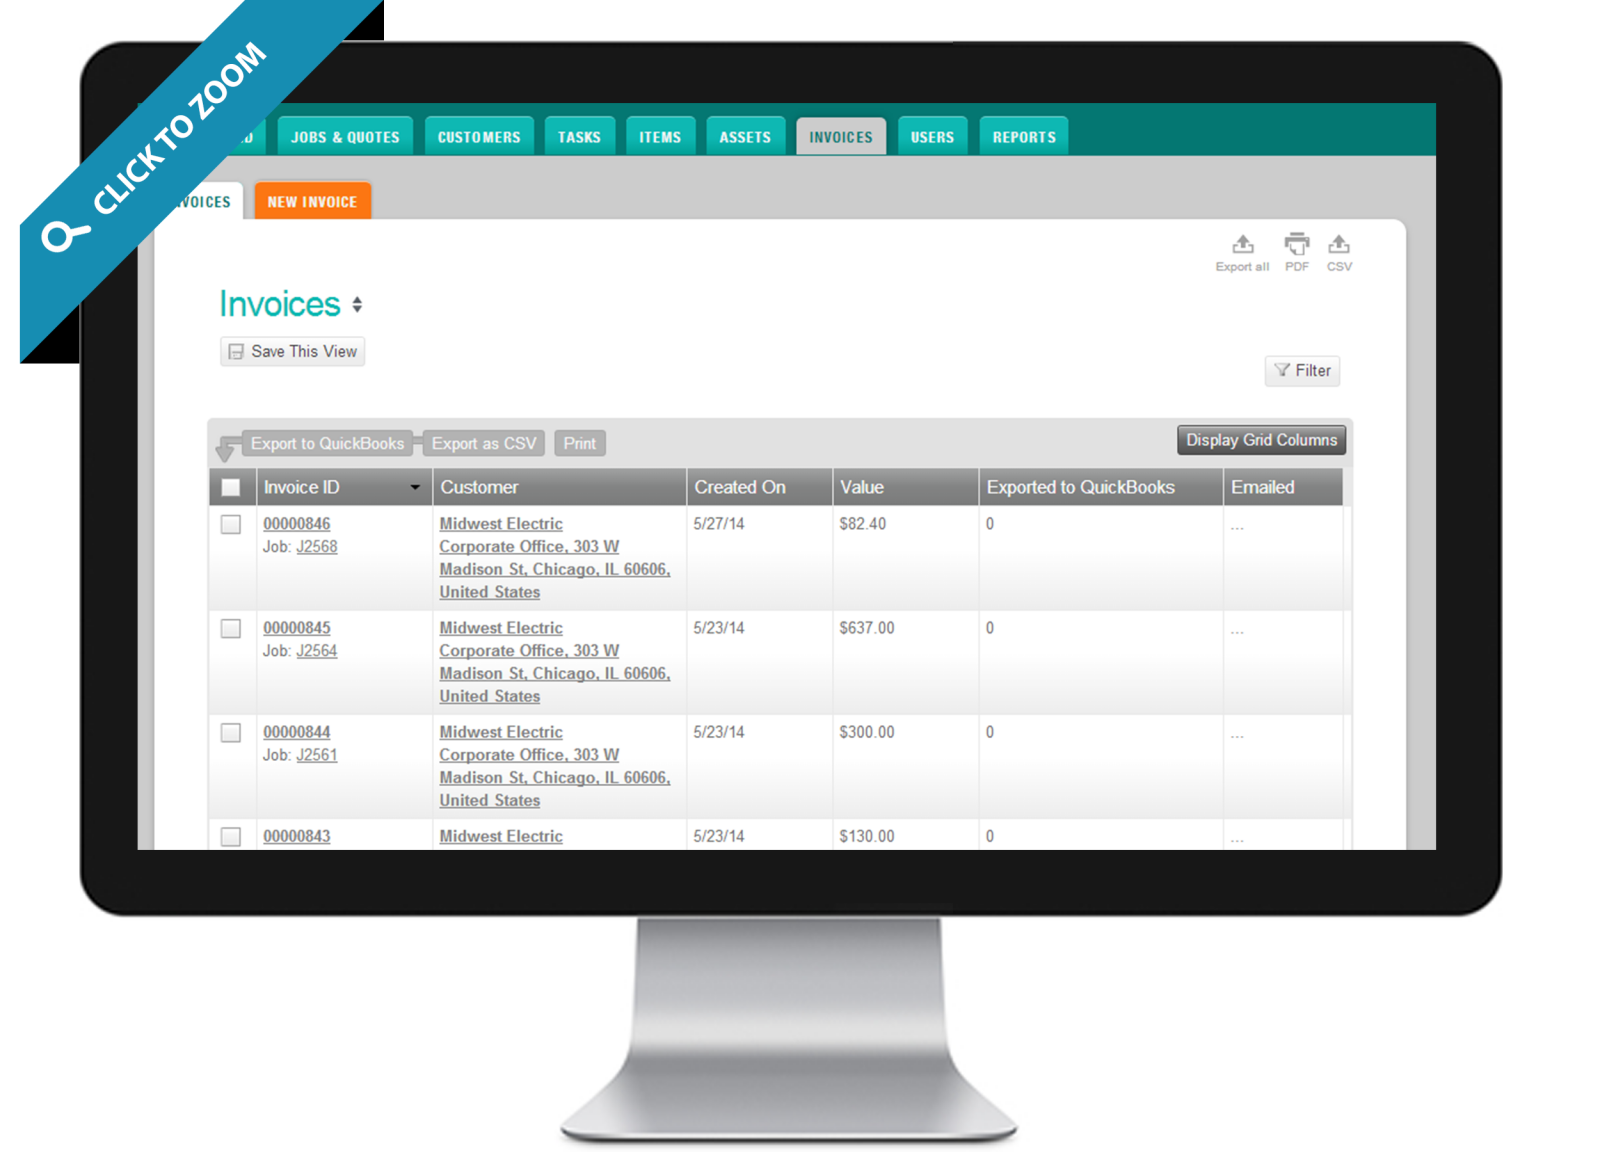 CLICK TO ZOOM
JOBS & QUOTES CUSTOMERS TASKS ITEMS ASSETS INVOICES USERS REPORTS
NEW INVOICE
Export all PDF CSV
Invoices
Save This View
Filter
Export to QuickBooks Export as CSV Print Display Grid Columns
Invoice ID Customer Created On Value Exported to QuickBooks Emailed
00000846 Midwest Electric 5/27/14 $82.40 0 ...
Job: J2568 Corporate Office, 303 W
Madison St, Chicago, IL 60606,
United States
00000845 Midwest Electric 5/23/14 $637.00 0 ...
Job: J2564 Corporate Office, 303 W
Madison St, Chicago, IL 60606,
United States
00000844 Midwest Electric 5/23/14 $300.00 0 ...
Job: J2561 Corporate Office, 303 W
Madison St, Chicago, IL 60606,
United States
00000843 Midwest Electric 5/23/14 $130.00 0 ...